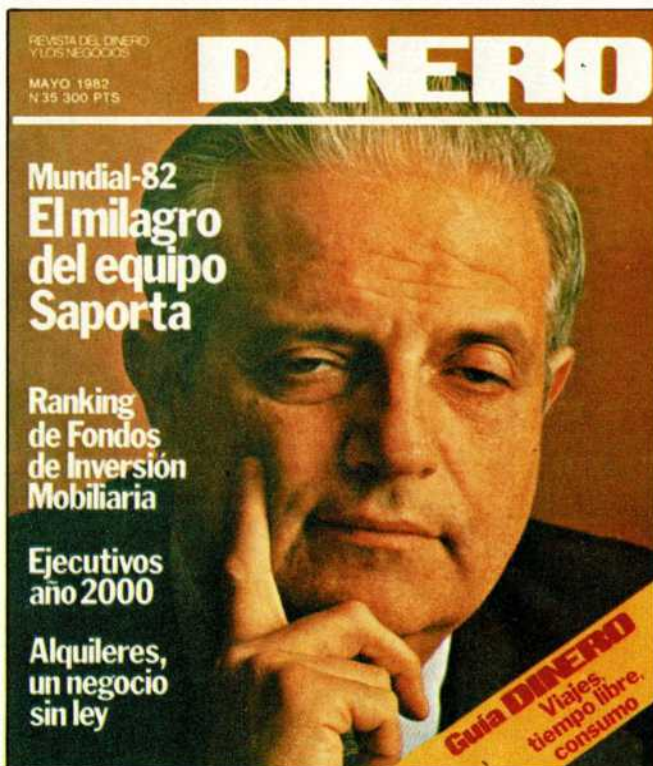 REVISTA DEL DINERO
Y LOS NEGOCIOS
MAYO 1982
N 35 300 PTS
DINERO
Mundial-82
El milagro
del equipo
Saporta
Ranking
de Fondos
de Inversión
Mobiliaria
Ejecutivos
año 2000
Alquileres,
un negocio
sin ley
Guía DINERO
Viajes,
tiempo libre,
consumo